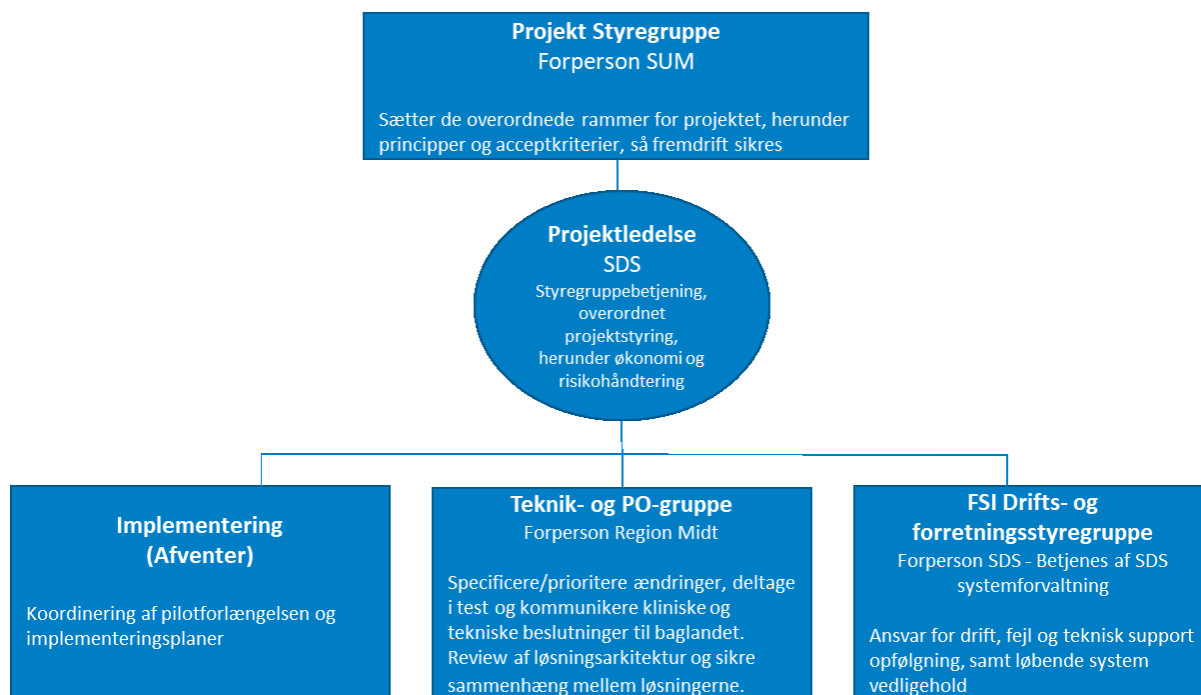 Projekt Styregruppe
Forperson SUM
Sætter de overordnede rammer for projektet, herunder
principper og acceptkriterier, så fremdrift sikres
Projektledelse
SDS
Styregruppebetjening,
overordnet
projektstyring,
herunder økonomi og
risikohåndtering
Implementering
(Afventer)
Koordinering af pilotforlængelsen og
implementeringsplaner
Teknik- og PO-gruppe
Forperson Region Midt
Specificere/prioritere ændringer, deltage
i test og kommunikere kliniske og
tekniske beslutninger til baglandet.
Review af løsningsarkitektur og sikre
sammenhæng mellem løsningerne.
FSI Drifts- og
forretningsstyregruppe
Forperson SDS - Betjenes af SDS
systemforvaltning
Ansvar for drift, fejl og teknisk support
opfølgning, samt løbende system
vedligehold